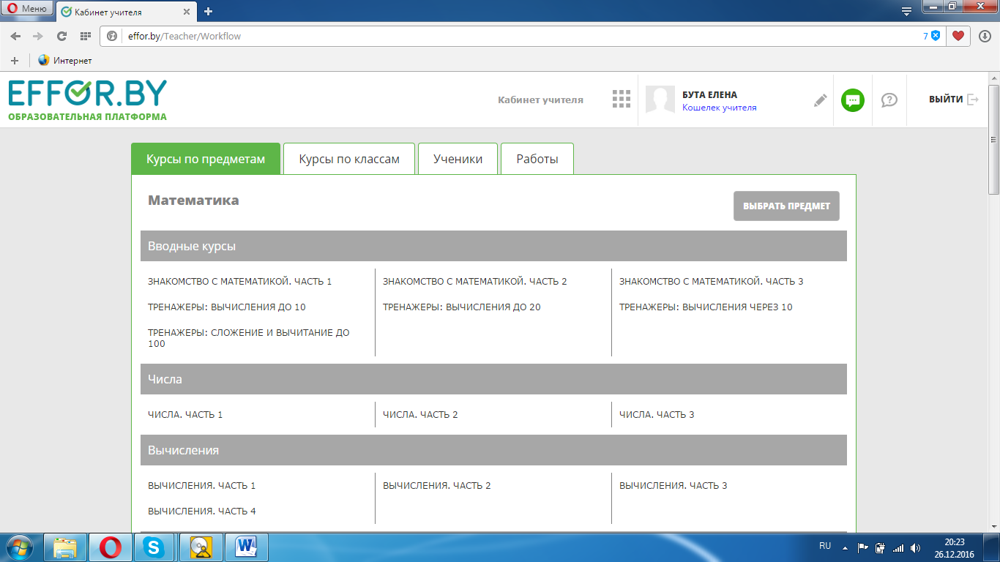 Меню
Кабинет учителя
effor.by/Teacher/Workflow
7
Интернет
EFFOR.BY
ОБРАЗОВАТЕЛЬНАЯ ПЛАТФОРМА
Кабинет учителя
БУТА ЕЛЕНА
Кошелек учителя
ВЫЙТИ
Курсы по предметам
Курсы по классам
Ученики
Работы
Математика
ВЫБРАТЬ ПРЕДМЕТ
Вводные курсы
ЗНАКОМСТВО С МАТЕМАТИКОЙ. ЧАСТЬ 1
ЗНАКОМСТВО С МАТЕМАТИКОЙ. ЧАСТЬ 2
ЗНАКОМСТВО С МАТЕМАТИКОЙ. ЧАСТЬ 3
ТРЕНАЖЕРЫ: ВЫЧИСЛЕНИЯ ДО 10
ТРЕНАЖЕРЫ: ВЫЧИСЛЕНИЯ ДО 20
ТРЕНАЖЕРЫ: ВЫЧИСЛЕНИЯ ЧЕРЕЗ 10
ТРЕНАЖЕРЫ: СЛОЖЕНИЕ И ВЫЧИТАНИЕ ДО
100
Числа
ЧИСЛА. ЧАСТЬ 1
ЧИСЛА. ЧАСТЬ 2
ЧИСЛА. ЧАСТЬ 3
Вычисления
ВЫЧИСЛЕНИЯ. ЧАСТЬ 1
ВЫЧИСЛЕНИЯ. ЧАСТЬ 2
ВЫЧИСЛЕНИЯ. ЧАСТЬ 3
ВЫЧИСЛЕНИЯ. ЧАСТЬ 4
RU
20:23
26.12.2016